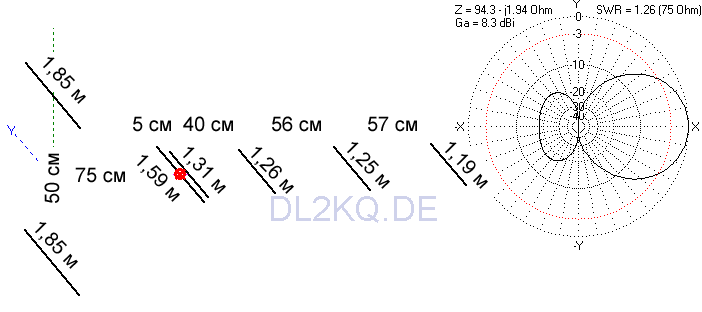 Z = 94.3 - j1.94 Ohm
Ga = 8.3 dBi
Y
SWR = 1.26 (75 Ohm)
0
-3
-10
-20
-30
-40
-X
X
-Y
1,85 м
5 см
40 см
56 см
57 см
Y
50 см
75 см
1,59 м
1,31 м
1,26 м
1,25 м
1,19 м
DL2KQ.DE
1,85 м